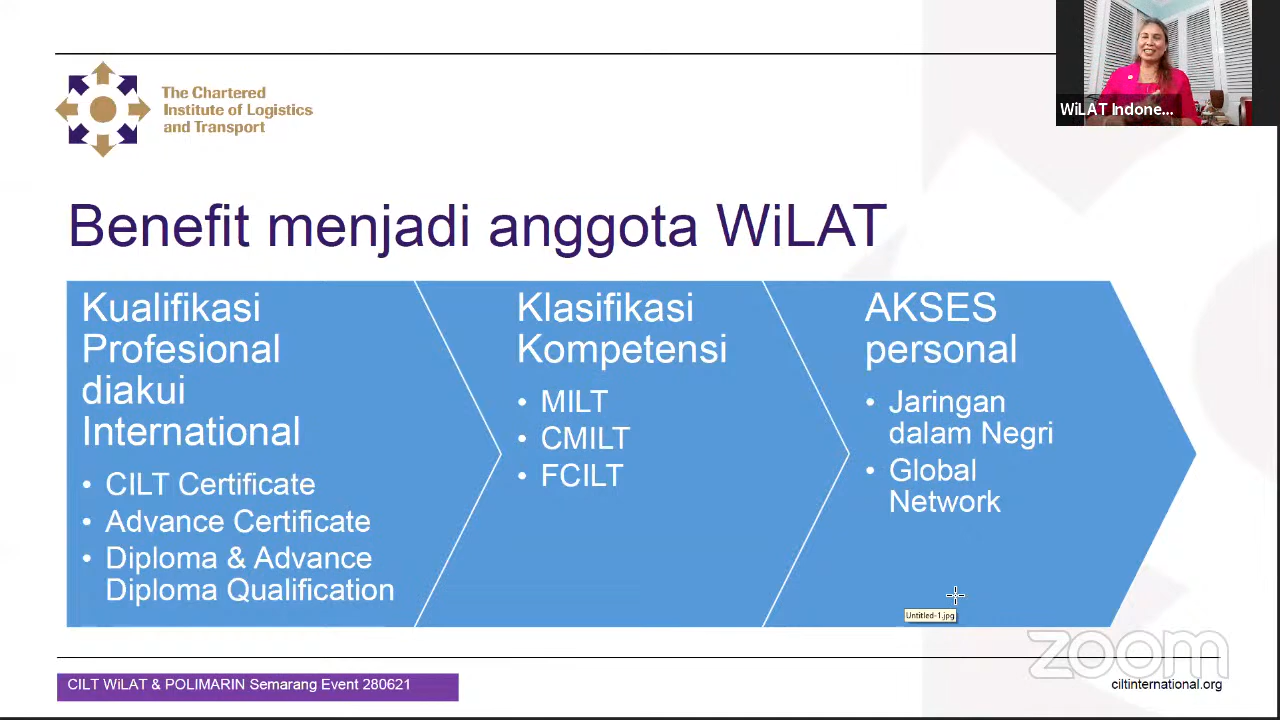 The Chartered
Institute of Logistics
and Transport
WiLAT Indone...
Benefit menjadi anggota WiLAT
Kualifikasi
Profesional
diakui
International
• CILT Certificate
• Advance Certificate
• Diploma & Advance
Diploma Qualification
Klasifikasi
Kompetensi
• MILT
• CMILT
• FCILT
AKSES
personal
• Jaringan
dalam Negri
• Global
Network
Untitled-1.jpg
zoom
CILT WiLAT & POLIMARIN Semarang Event 280621
ciltinternational.org